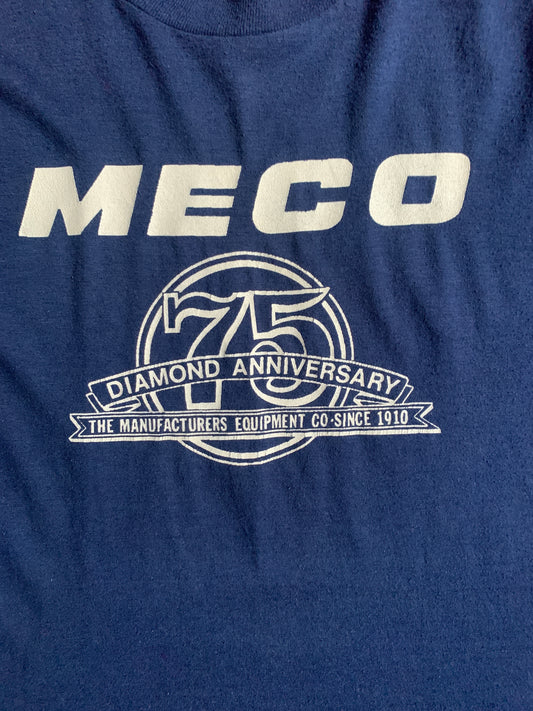 MECO
75
DIAMOND ANNIVERSARY
THE MANUFACTURERS EQUIPMENT CO·SINCE 1910